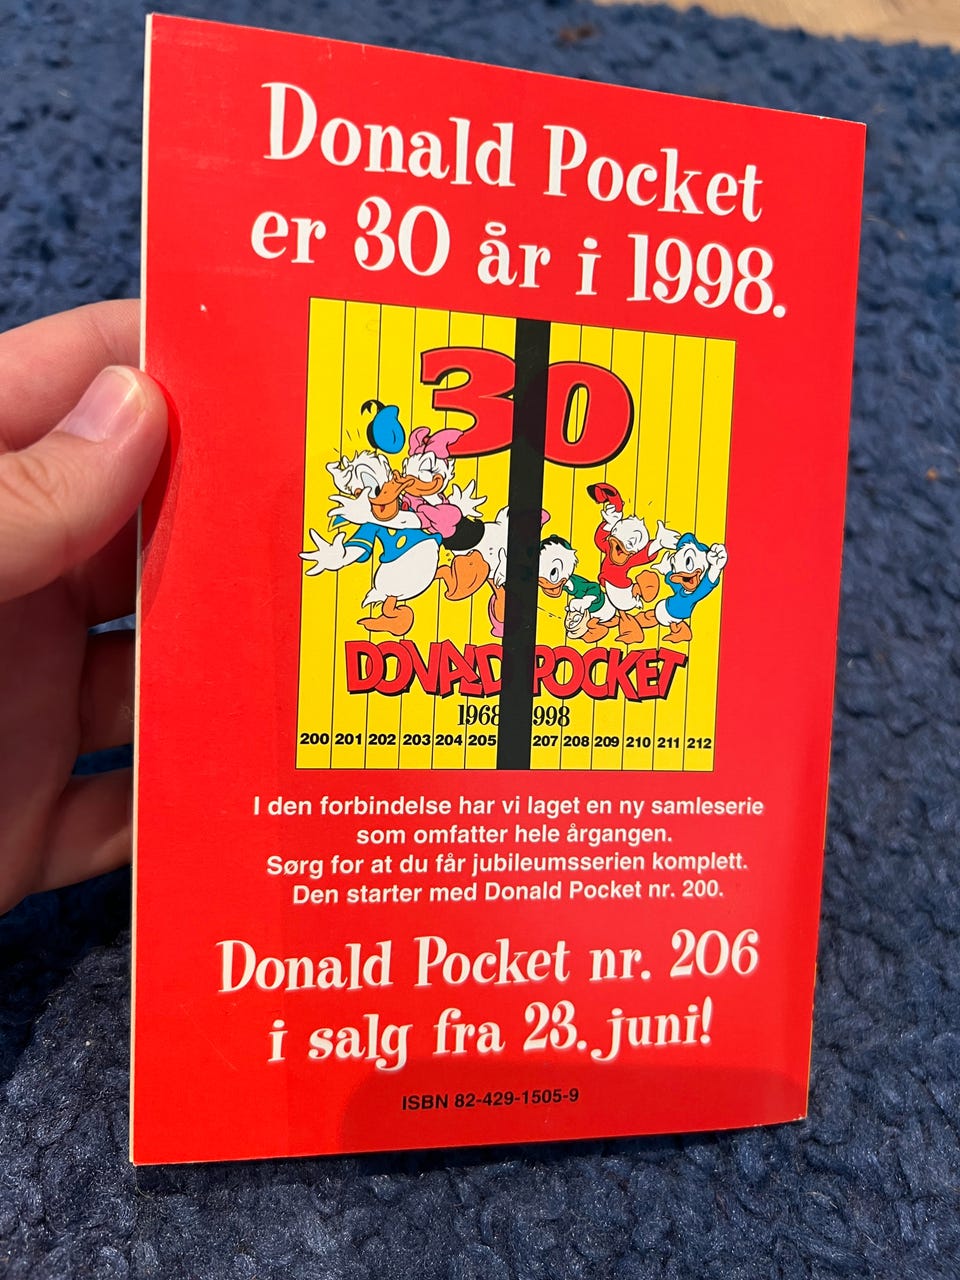 Donald Pocket
er 30 år i 1998.
30
DONALD POCKET
1968 998
200 201 202 203 204 205 207 208 209 210 211 212
I den forbindelse har vi laget en ny samleserie
som omfatter hele årgangen.
Sørg for at du får jubileumsserien komplett.
Den starter med Donald Pocket nr. 200.
Donald Pocket nr. 206
i salg fra 23. juni!
ISBN 82-429-1505-9